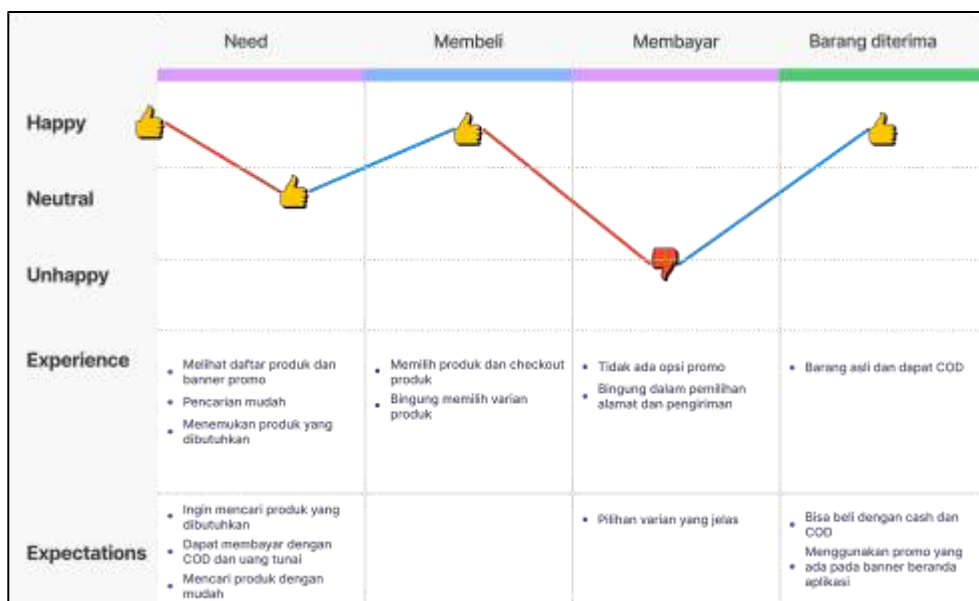 Need
Membeli
Membayar
Barang diterima
Happy
Neutral
Unhappy
Experience
Melihat daftar produk dan
banner promo
Pencarian mudah
Menemukan produk yang
dibutuhkan
Memilih produk dan checkout
produk
Bingung memilih varian
produk
Tidak ada opsi promo
Bingung dalam pemilihan
alamat dan pengiriman
Barang asli dan dapat COD
Expectations
Ingin mencari produk yang
dibutuhkan
Dapat membayar dengan
COD dan uang tunai
Mencari produk dengan
mudah
Pilihan varian yang jelas
Bisa beli dengan cash dan
COD
Menggunakan promo yang
ada pada banner beranda
aplikasi